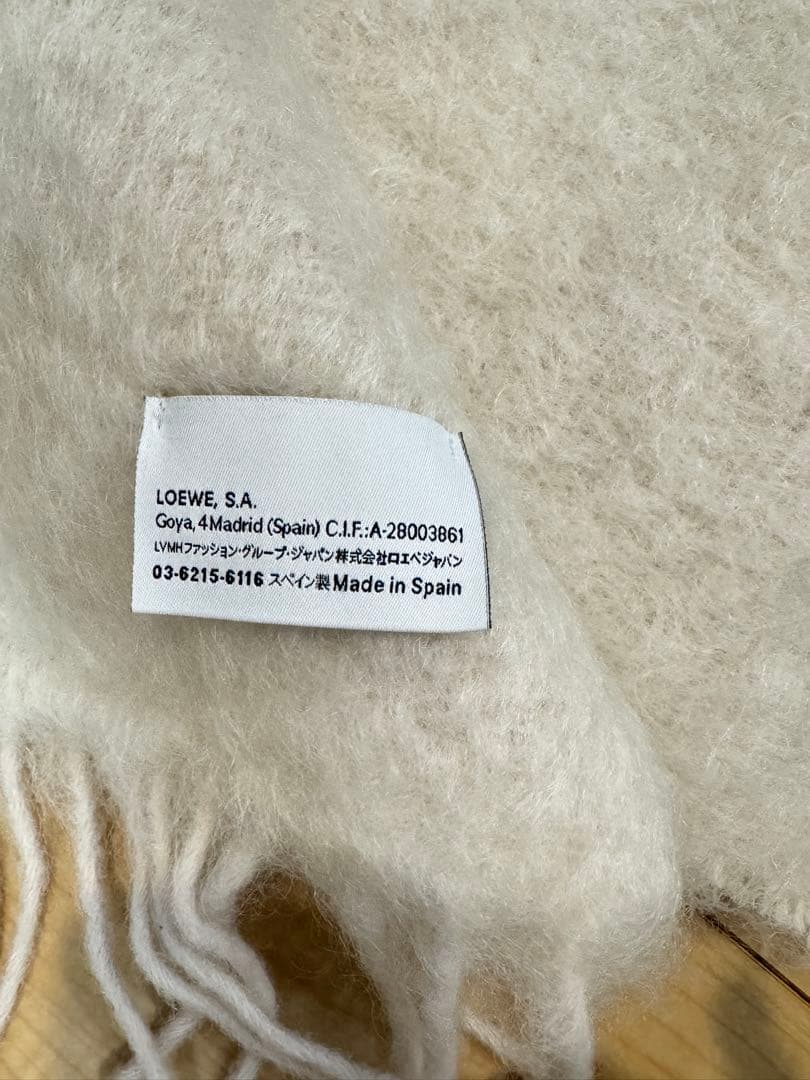 LOEWE, S.A.
Goya, 4 Madrid (Spain) C.I.F.:A-28003861
LVMHファッション・グループ・ジャパン株式会社ロエベジャパン
03-6215-6116 スペイン製 Made in Spain